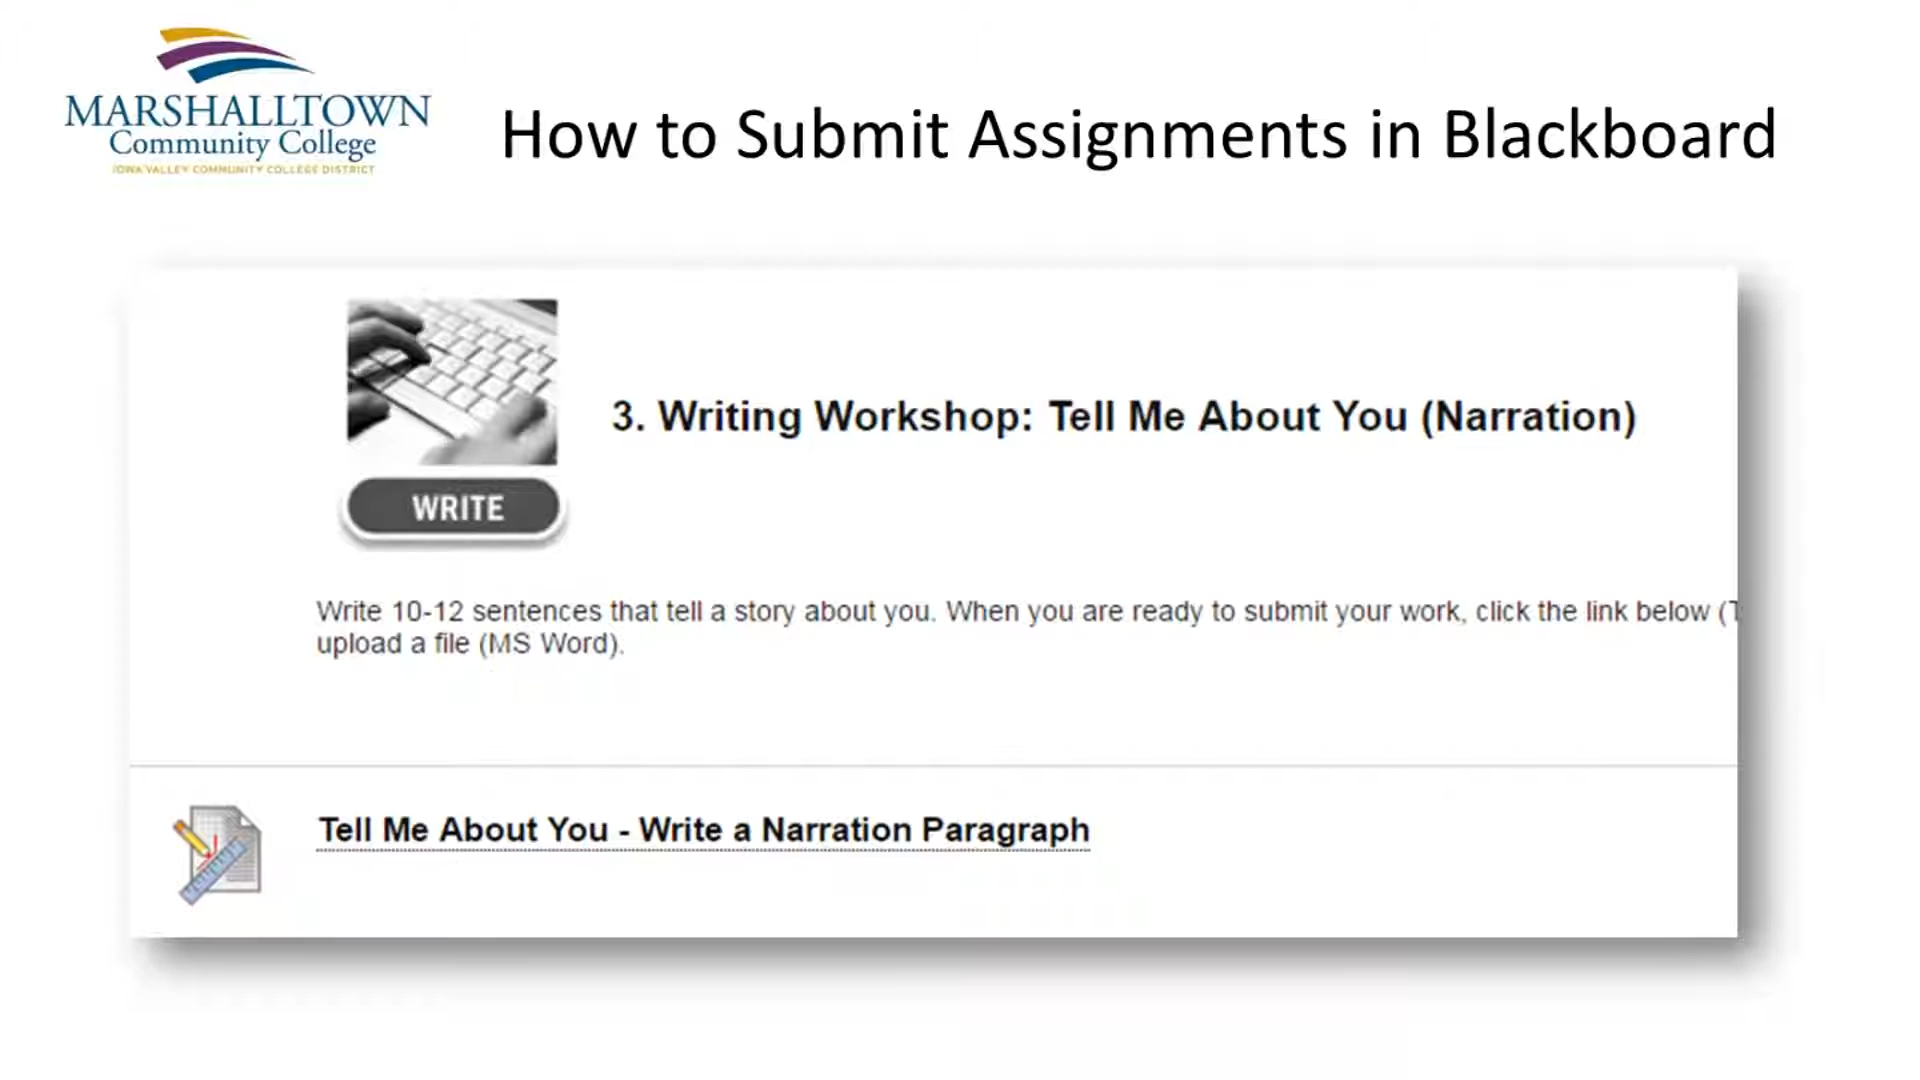 MARSHALLTOWN
Community College
IOWA VALLEY COMMUNITY COLLEGE DISTRICT
How to Submit Assignments in Blackboard
3. Writing Workshop: Tell Me About You (Narration)
WRITE
Write 10-12 sentences that tell a story about you. When you are ready to submit your work, click the link below (
upload a file (MS Word).
Tell Me About You - Write a Narration Paragraph